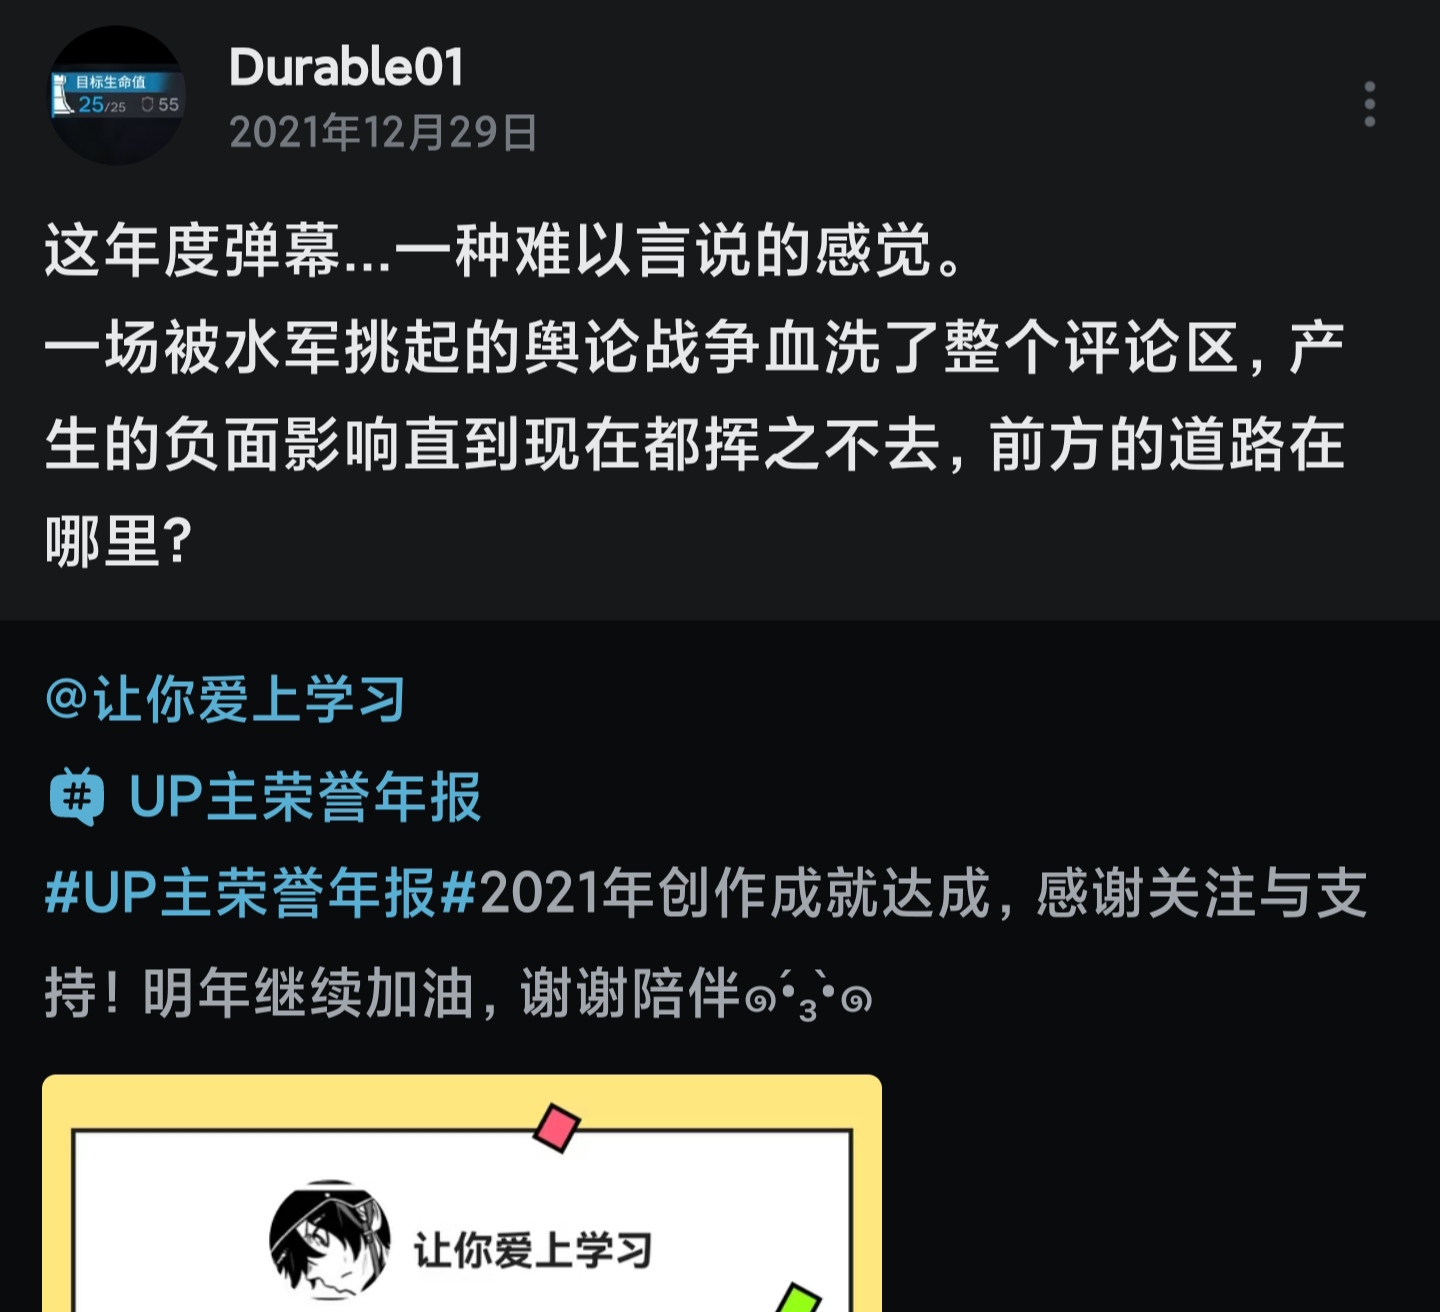 目标生命值
25/25 55
Durable01
2021年12月29日
这年度弹幕...一种难以言说的感觉。
一场被水军挑起的舆论战争血洗了整个评论区，产
生的负面影响直到现在都挥之不去，前方的道路在
哪里？
@让你爱上学习
# UP主荣誉年报
#UP主荣誉年报#2021年创作成就达成，感谢关注与支
持！明年继续加油，谢谢陪伴๑•́₃•̀๑
让你爱上学习